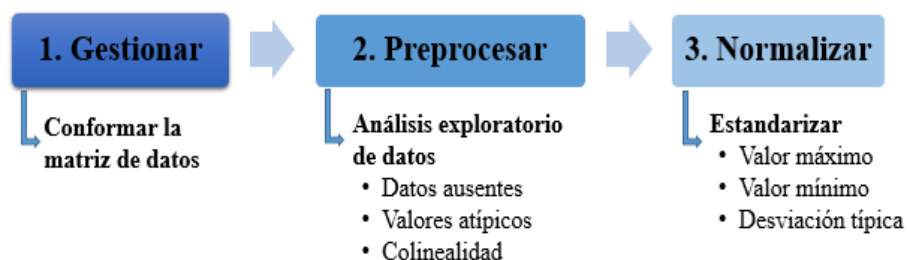 1. Gestionar
Conformar la
matriz de datos
2. Preprocesar
Análisis exploratorio
de datos
• Datos ausentes
• Valores atípicos
• Colinealidad
3. Normalizar
Estandarizar
• Valor máximo
• Valor mínimo
• Desviación típica